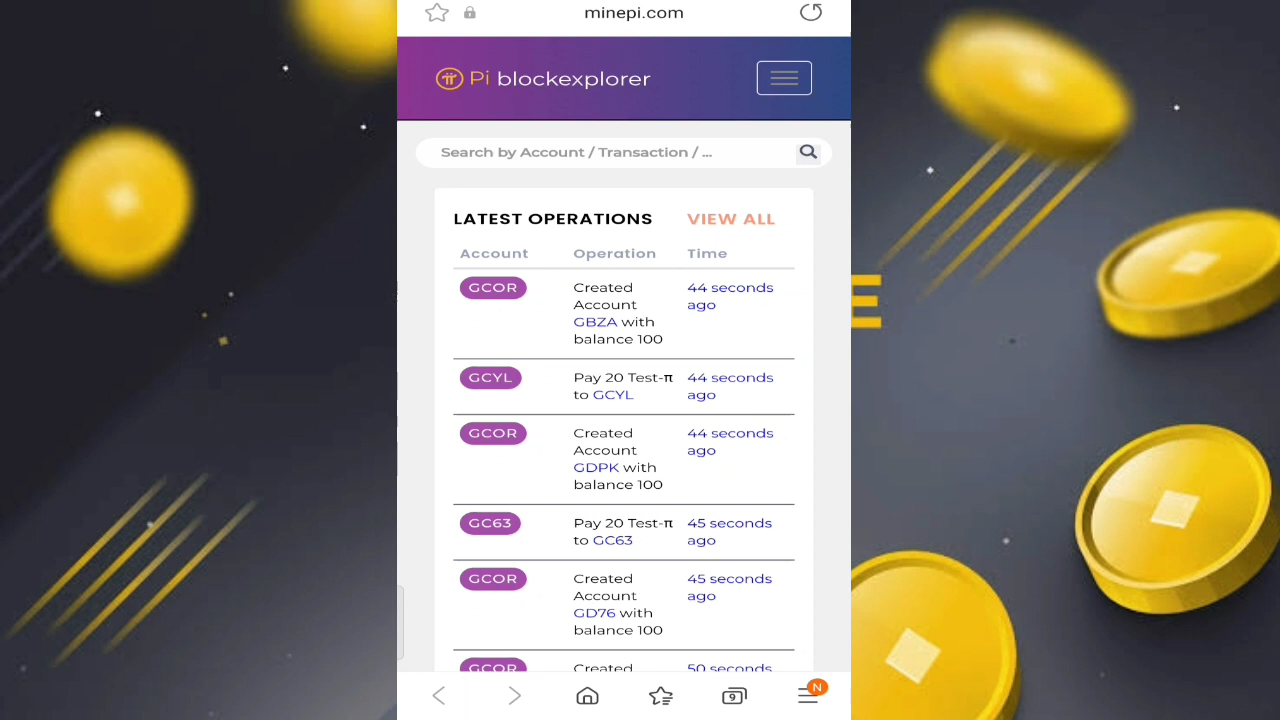 minepi.com
Pi blockexplorer
Search by Account / Transaction / ...
LATEST OPERATIONS VIEW ALL
Account Operation Time
GCOR Created 44 seconds
Account ago
GBZA with
balance 100
GCYL Pay 20 Test-π 44 seconds
to GCYL ago
GCOR Created 44 seconds
Account ago
GDPK with
balance 100
GC63 Pay 20 Test-π 45 seconds
to GC63 ago
GCOR Created 45 seconds
Account ago
GD76 with
balance 100
GCOR Created 50 seconds
9 N
E